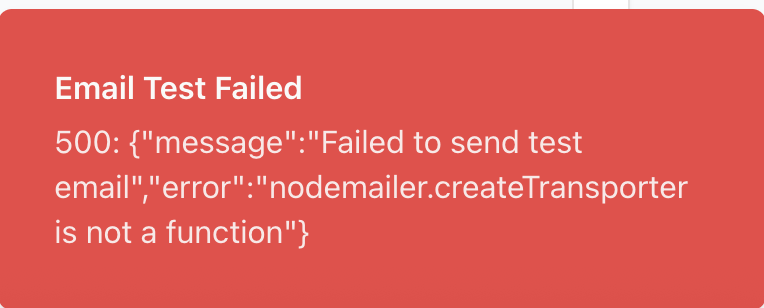 Email Test Failed
500: {"message":"Failed to send test
email","error":"nodemailer.createTransporter
is not a function"}